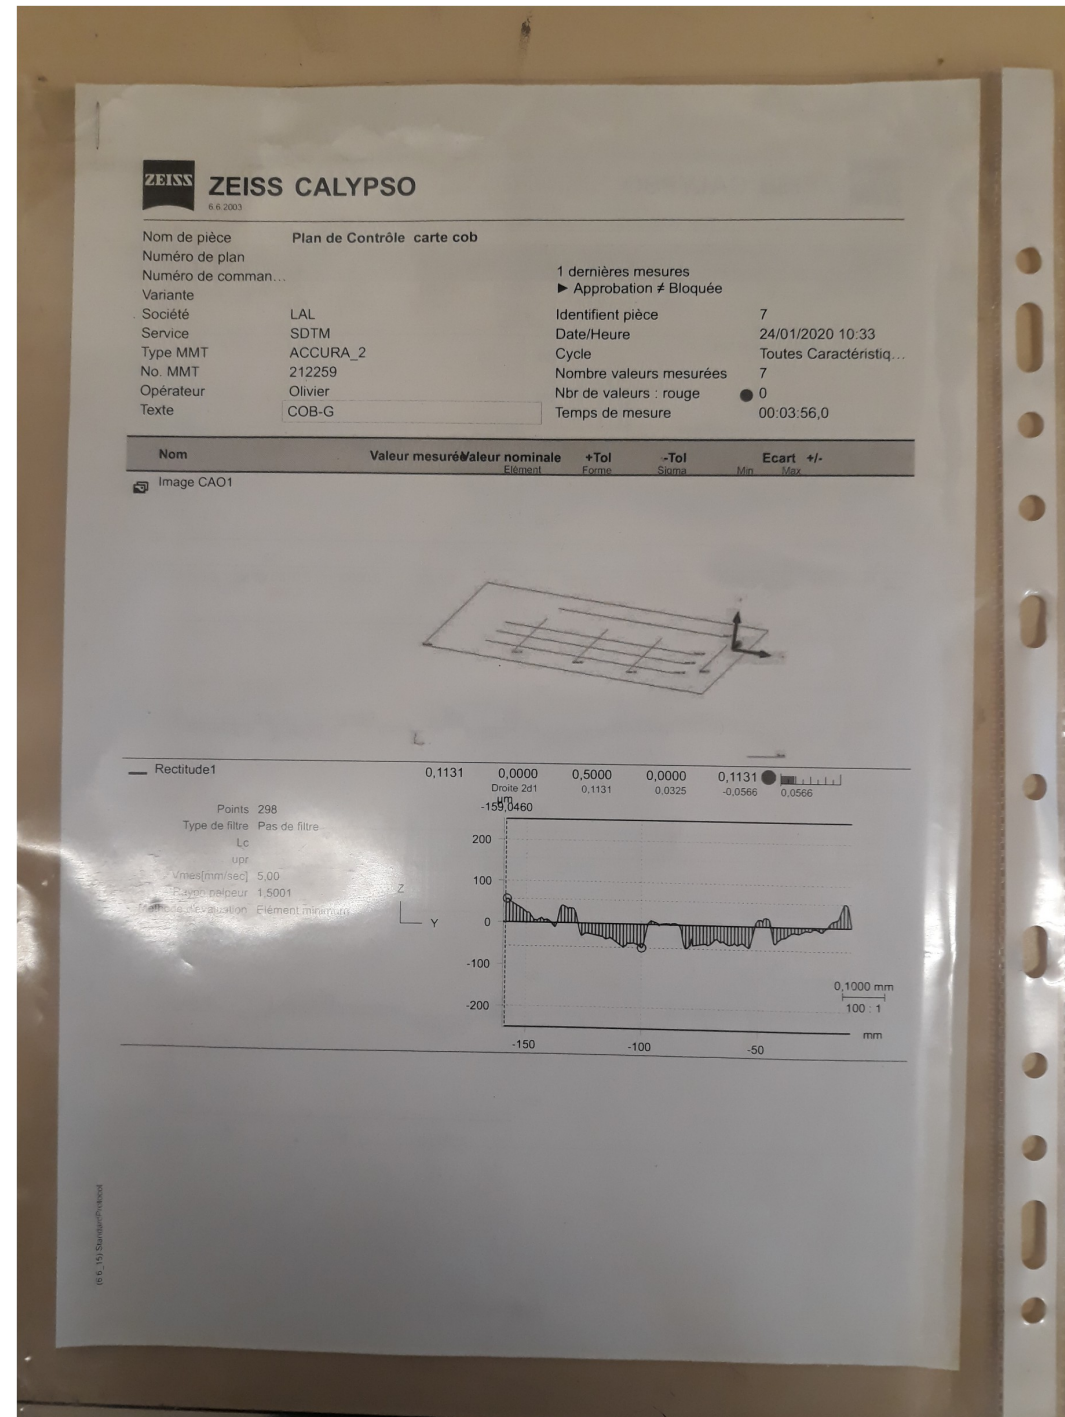 ZEISS
ZEISS CALYPSO
6.6.2003
Nom de pièce Plan de Contrôle carte cob
Numéro de plan
Numéro de comman...
Variante
Société LAL
Service SDTM
Type MMT ACCURA_2
No. MMT 212259
Opérateur Olivier
Texte COB-G
1 dernières mesures
▶ Approbation ≠ Bloquée
Identifient pièce 7
Date/Heure 24/01/2020 10:33
Cycle Toutes Caractéristiq...
Nombre valeurs mesurées 7
Nbr de valeurs : rouge 0
Temps de mesure 00:03:56,0
Nom Valeur mesurée Valeur nominale +Tol -Tol Ecart +/-
Elément Forme Sigma Min Max
Image CAO1
Rectitude1 0,1131 0,0000 0,5000 0,0000 0,1131
Droite 2d1 0,1131 0,0325 -0,0566 0,0566
µm
-159,0460
Points 298
Type de filtre Pas de filtre
Lc
upr
Vmes[mm/sec] 5,00
Rayon palpeur 1,5001
Méthode d'évaluation Elément minimum
Z
Y
200
100
0
-100
-200
0,1000 mm
100 : 1
mm
-150 -100 -50
(6.6_15) StandardProtocol